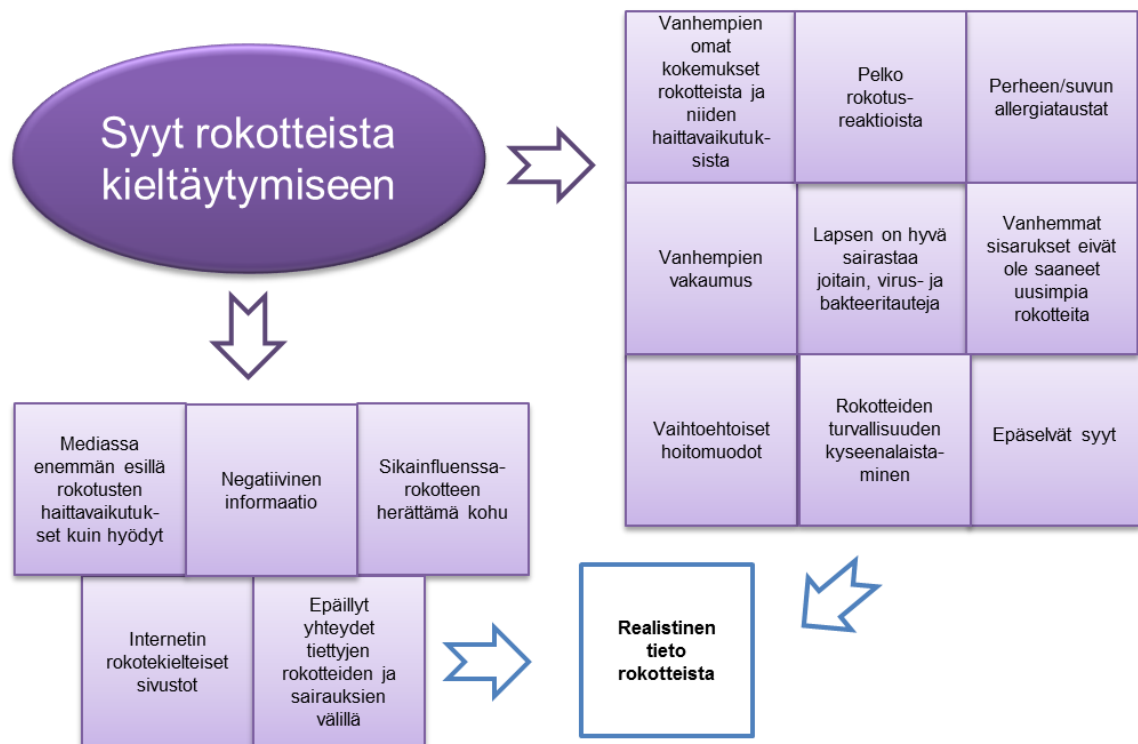 Syyt rokotteista
kieltäytymiseen
Vanhempien
omat
kokemukset
rokotteista ja
niiden
haittavaikutuk-
sista
Pelko
rokotus-
reaktioista
Perheen/suvun
allergiataustat
Vanhempien
vakaumus
Lapsen on hyvä
sairastaa
joitain, virus- ja
bakteeritauteja
Vanhemmat
sisarukset eivät
ole saaneet
uusimpia
rokotteita
Vaihtoehtoiset
hoitomuodot
Rokotteiden
turvallisuuden
kyseenalaista-
minen
Epäselvät syyt
Mediassa
enemmän esillä
rokotusten
haittavaikutuk-
set kuin hyödyt
Negatiivinen
informaatio
Sikainfluenssa-
rokotteen
herättämä kohu
Internetin
rokotekielteiset
sivustot
Epäillyt
yhteydet
tiettyjen
rokotteiden ja
sairauksien
välillä
Realistinen
tieto
rokotteista